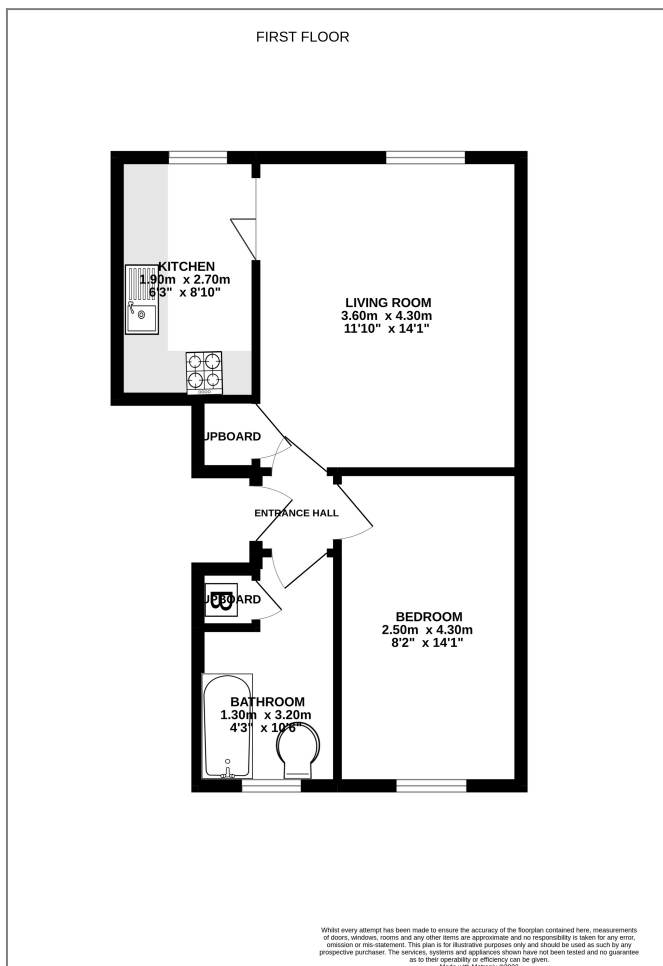 FIRST FLOOR
KITCHEN
1.90m x 2.70m
6'3" x 8'10"
LIVING ROOM
3.60m x 4.30m
11'10" x 14'1"
UPBOARD
ENTRANCE HALL
UPBOARD
B
BEDROOM
2.50m x 4.30m
8'2" x 14'1"
BATHROOM
1.30m x 3.20m
4'3" x 10'6"
Whilst every attempt has been made to ensure the accuracy of the floorplan contained here, measurements
of doors, windows, rooms and any other items are approximate and no responsibility is taken for any error,
omission or mis-statement. This plan is for illustrative purposes only and should be used as such by any
prospective purchaser. The services, systems and appliances shown have not been tested and no guarantee
as to their operability or efficiency can be given.
Made with Metropix ©2023